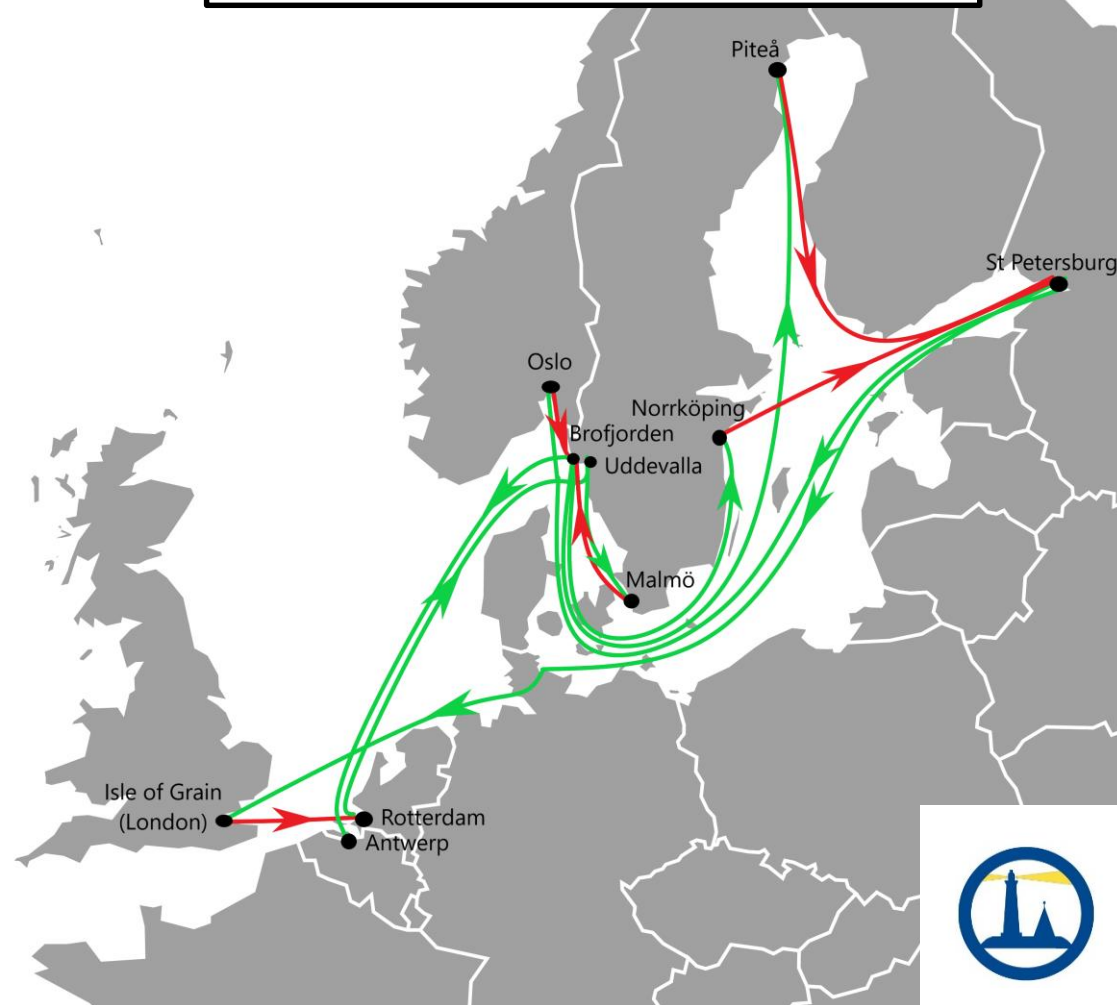 Piteå
St Petersburg
Oslo
Norrköping
Brofjorden
Uddevalla
Malmö
Isle of Grain
(London)
Rotterdam
Antwerp